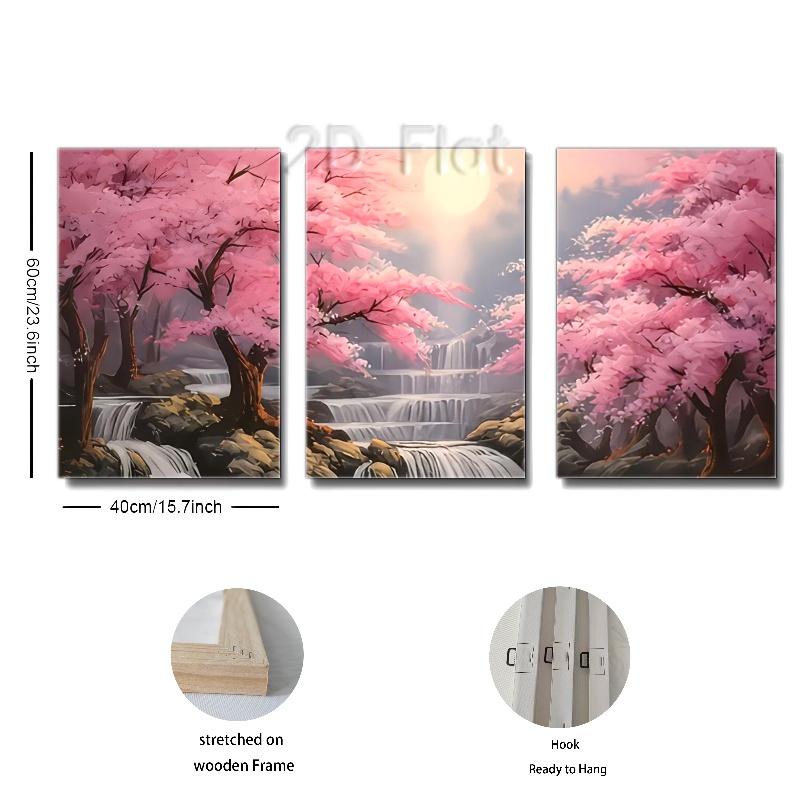 2D Flat
60cm/23.6inch
40cm/15.7inch
stretched on
wooden Frame
Hook
Ready to Hang